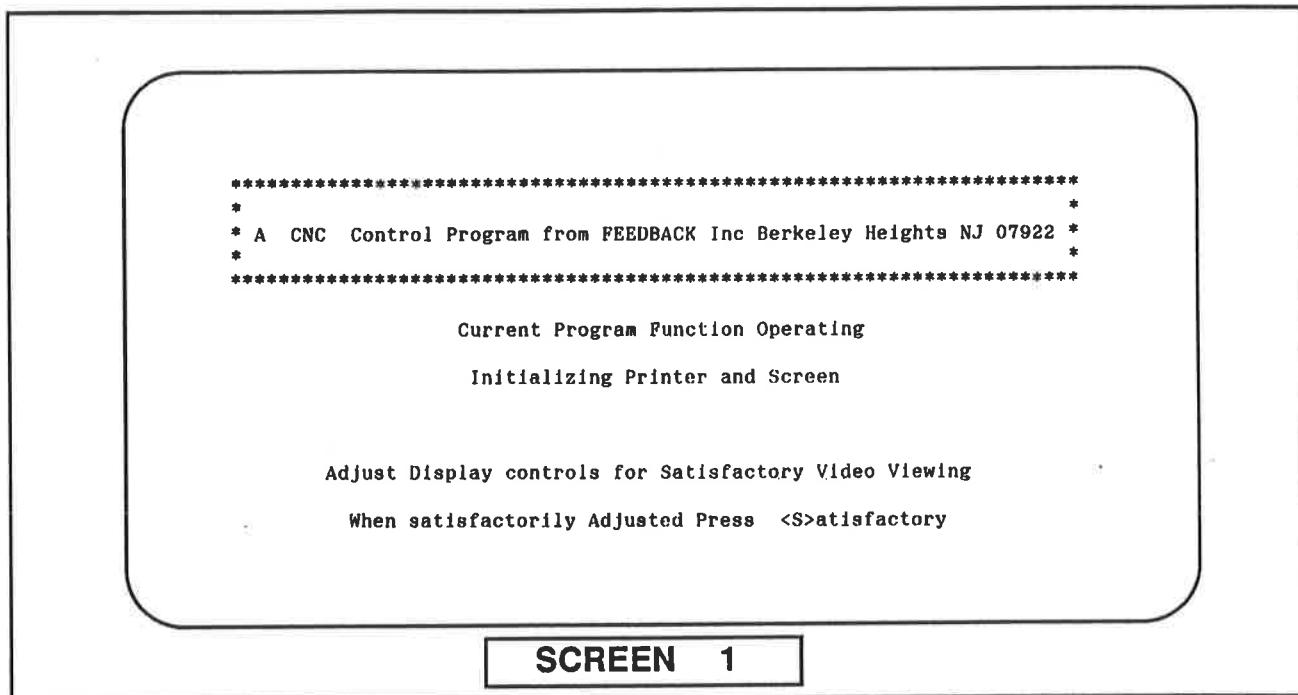 ***********************************************************************
*                                                                     *
* A  CNC  Control Program from FEEDBACK Inc Berkeley Heights NJ 07922 *
*                                                                     *
***********************************************************************
Current Program Function Operating
Initializing Printer and Screen
Adjust Display controls for Satisfactory Video Viewing
When satisfactorily Adjusted Press  <S>atisfactory
SCREEN 1